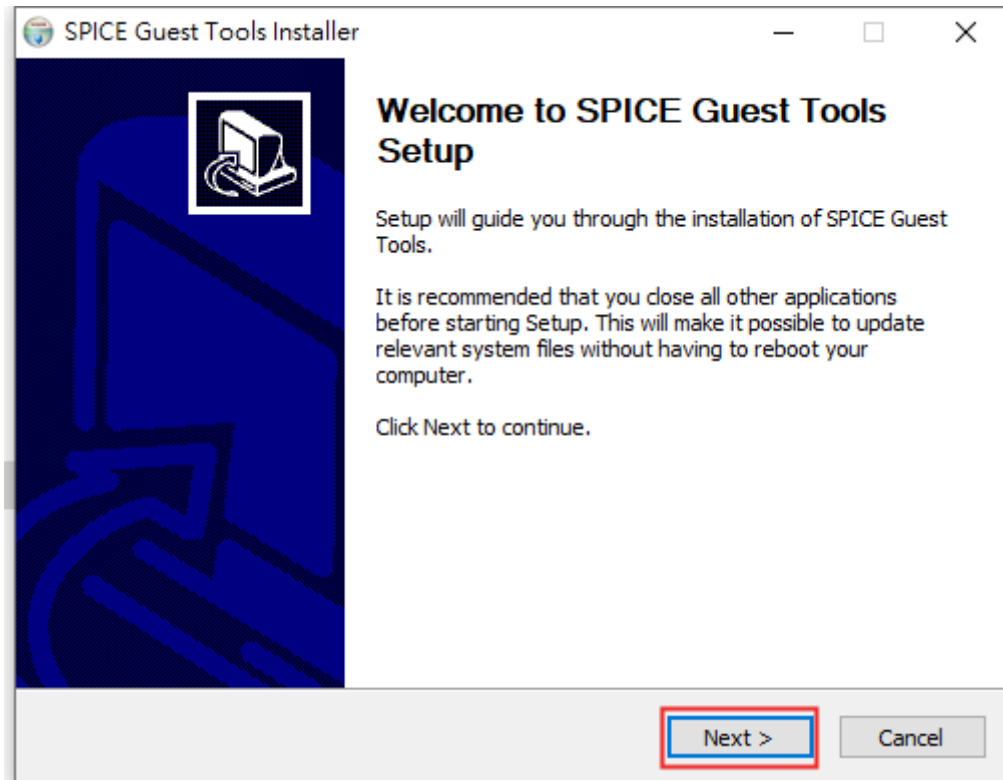 SPICE Guest Tools Installer
Welcome to SPICE Guest Tools
Setup
Setup will guide you through the installation of SPICE Guest
Tools.
It is recommended that you close all other applications
before starting Setup. This will make it possible to update
relevant system files without having to reboot your
computer.
Click Next to continue.
Next >
Cancel